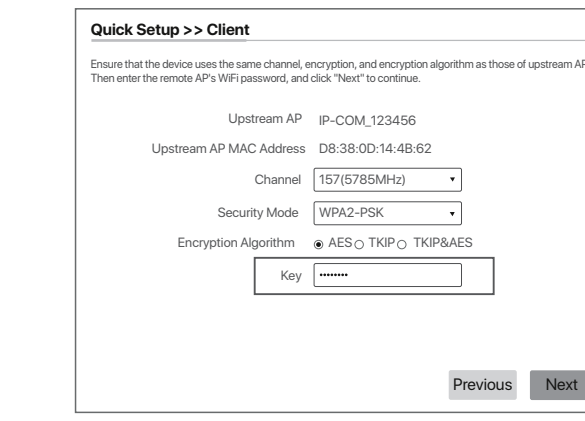 Quick Setup >> Client
Ensure that the device uses the same channel, encryption, and encryption algorithm as those of upstream AP
Then enter the remote AP's WiFi password, and click "Next" to continue.
Upstream AP IP-COM_123456
Upstream AP MAC Address D8:38:0D:14:4B:62
Channel 157(5785MHz)
Security Mode WPA2-PSK
Encryption Algorithm AES TKIP TKIP&AES
Key ••••••••
Previous Next